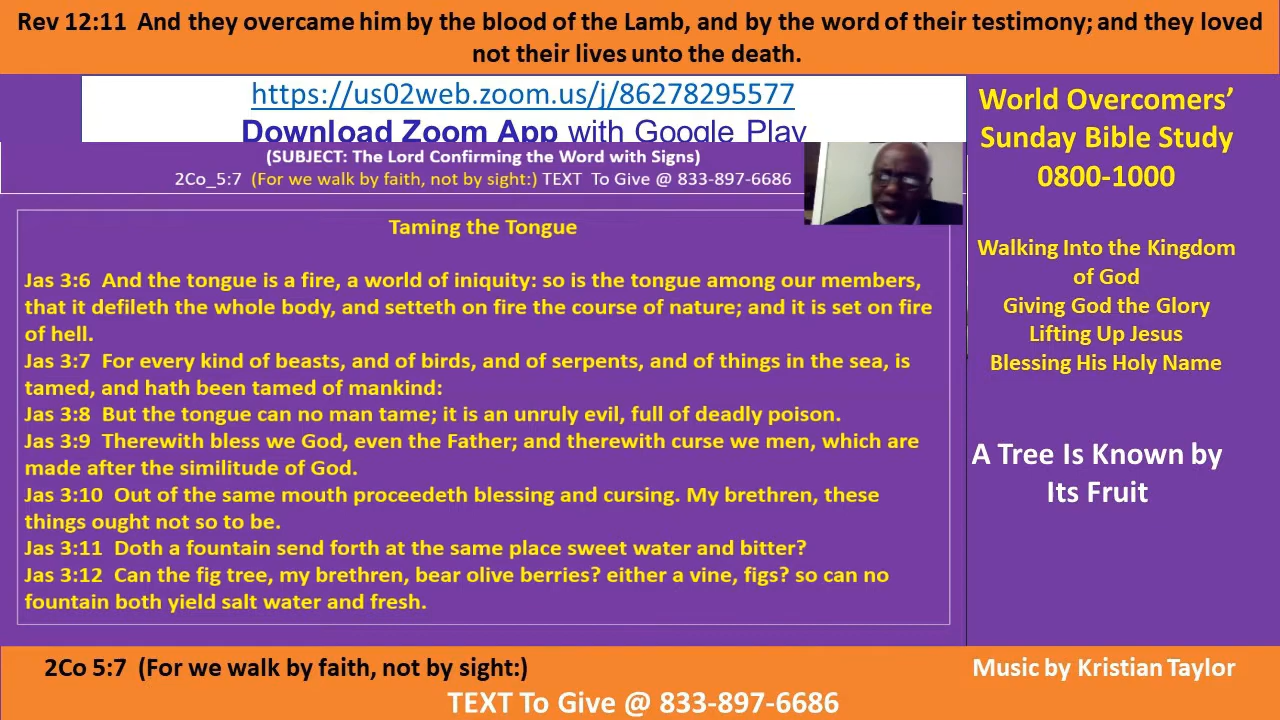 Rev 12:11  And they overcame him by the blood of the Lamb, and by the word of their testimony; and they loved
not their lives unto the death.
https://us02web.zoom.us/j/86278295577
Download Zoom App with Google Play
(SUBJECT: The Lord Confirming the Word with Signs)
2Co_5:7  (For we walk by faith, not by sight:) TEXT  To Give @ 833-897-6686
Taming the Tongue
Jas 3:6  And the tongue is a fire, a world of iniquity: so is the tongue among our members,
that it defileth the whole body, and setteth on fire the course of nature; and it is set on fire
of hell.
Jas 3:7  For every kind of beasts, and of birds, and of serpents, and of things in the sea, is
tamed, and hath been tamed of mankind:
Jas 3:8  But the tongue can no man tame; it is an unruly evil, full of deadly poison.
Jas 3:9  Therewith bless we God, even the Father; and therewith curse we men, which are
made after the similitude of God.
Jas 3:10  Out of the same mouth proceedeth blessing and cursing. My brethren, these
things ought not so to be.
Jas 3:11  Doth a fountain send forth at the same place sweet water and bitter?
Jas 3:12  Can the fig tree, my brethren, bear olive berries? either a vine, figs? so can no
fountain both yield salt water and fresh.
World Overcomers’
Sunday Bible Study
0800-1000
Walking Into the Kingdom
of God
Giving God the Glory
Lifting Up Jesus
Blessing His Holy Name
A Tree Is Known by
Its Fruit
2Co 5:7  (For we walk by faith, not by sight:)
Music by Kristian Taylor
TEXT To Give @ 833-897-6686